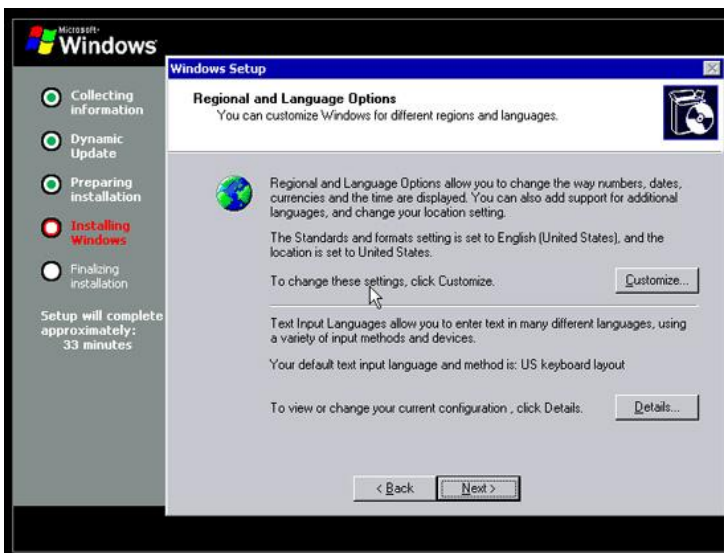 Microsoft®
Windows
Collecting
information
Dynamic
Update
Preparing
installation
Installing
Windows
Finalizing
installation
Setup will complete
approximately:
33 minutes
Windows Setup
Regional and Language Options
You can customize Windows for different regions and languages.
Regional and Language Options allow you to change the way numbers, dates,
currencies and the time are displayed. You can also add support for additional
languages, and change your location setting.
The Standards and formats setting is set to English (United States), and the
location is set to United States.
To change these settings, click Customize.
Customize...
Text Input Languages allow you to enter text in many different languages, using
a variety of input methods and devices.
Your default text input language and method is: US keyboard layout
To view or change your current configuration , click Details.
Details...
< Back
Next >